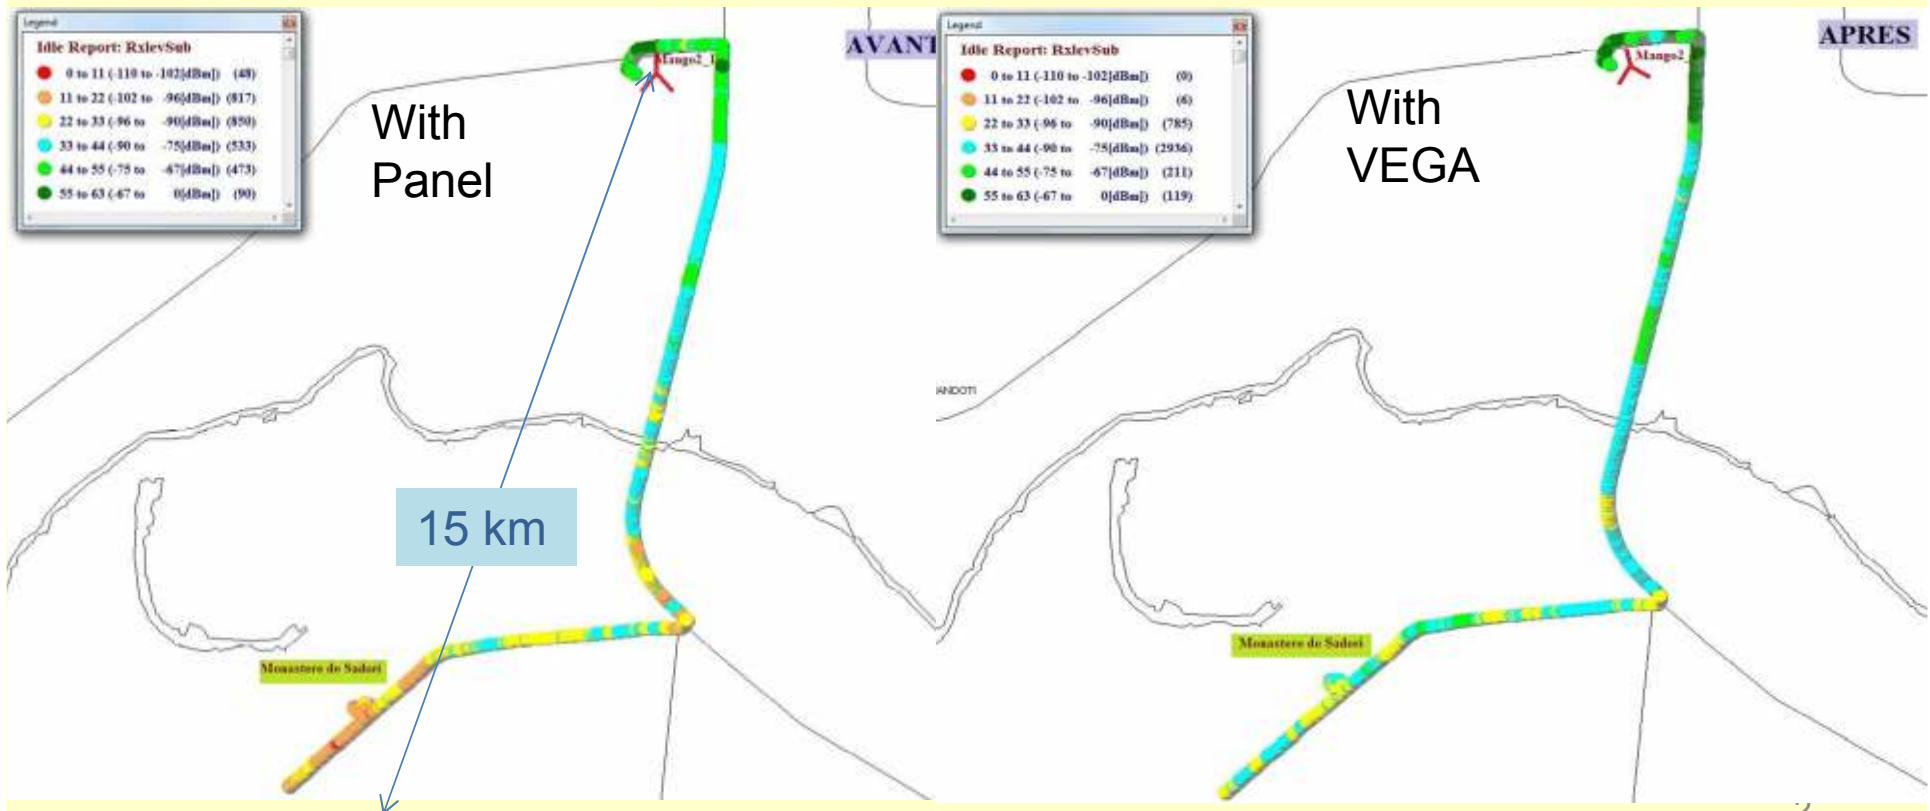 Legend
Idle Report: RxlevSub
0 to 11 (-110 to -102[dBm]) (48)
11 to 22 (-102 to -96[dBm]) (817)
22 to 33 (-96 to -90[dBm]) (850)
33 to 44 (-90 to -75[dBm]) (533)
44 to 55 (-75 to -67[dBm]) (473)
55 to 63 (-67 to 0[dBm]) (90)
With
Panel
AVANT
Mango2_1
15 km
Monastere de Sadori
Legend
Idle Report: RxlevSub
0 to 11 (-110 to -102[dBm]) (0)
11 to 22 (-102 to -96[dBm]) (6)
22 to 33 (-96 to -90[dBm]) (785)
33 to 44 (-90 to -75[dBm]) (2936)
44 to 55 (-75 to -67[dBm]) (211)
55 to 63 (-67 to 0[dBm]) (119)
With
VEGA
APRES
Mango2_
ANDOTI
Monastere de Sadori